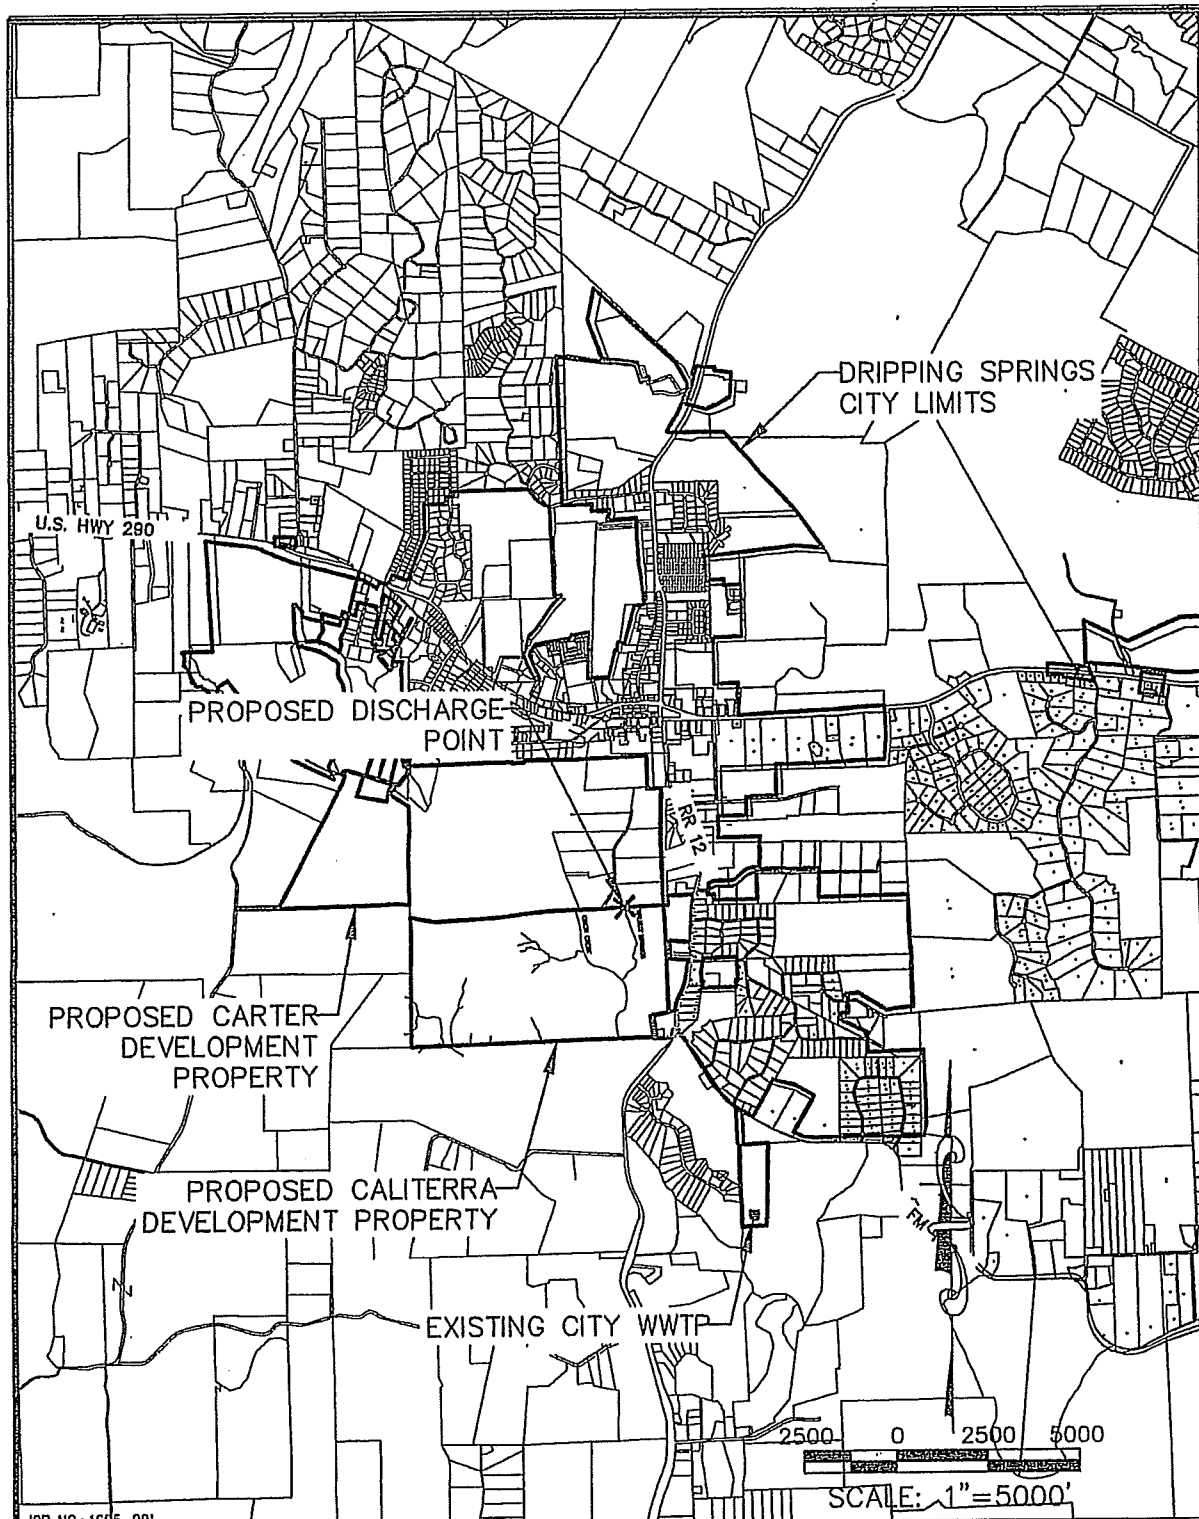 DRIPPING SPRINGS
CITY LIMITS
U.S. HWY 290
PROPOSED DISCHARGE
POINT
RR 12
PROPOSED CARTER
DEVELOPMENT
PROPERTY
PROPOSED CALITERRA
DEVELOPMENT PROPERTY
FM
EXISTING CITY WWTP
2500 0 2500 5000
SCALE: 1"=5000'